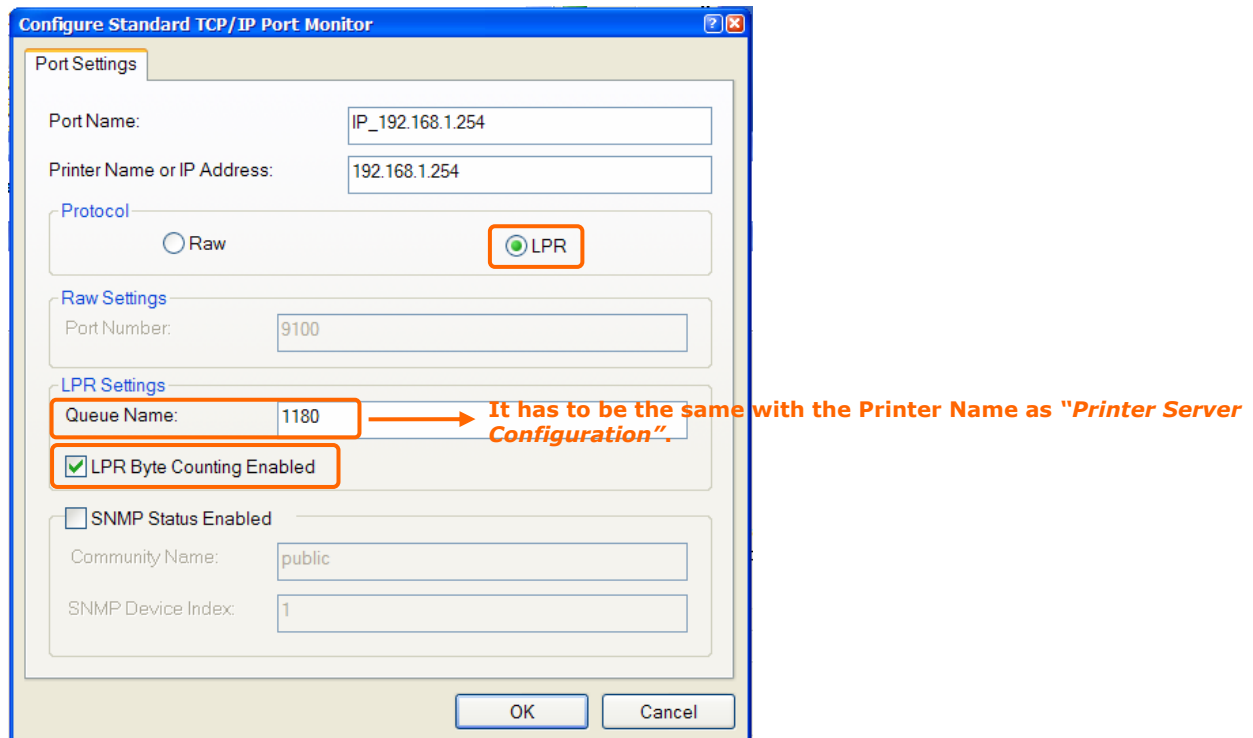 Configure Standard TCP/IP Port Monitor
Port Settings
Port Name:
IP_192.168.1.254
Printer Name or IP Address:
192.168.1.254
Protocol
Raw
LPR
Raw Settings
Port Number:
9100
LPR Settings
Queue Name:
1180
It has to be the same with the Printer Name as “Printer Server
Configuration”.
LPR Byte Counting Enabled
SNMP Status Enabled
Community Name:
public
SNMP Device Index:
1
OK
Cancel